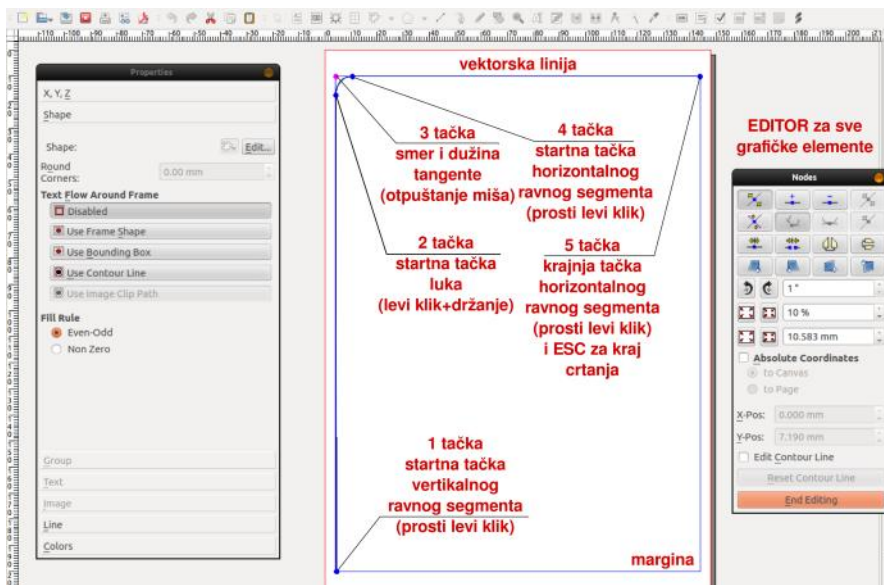 Properties
X, Y, Z
Shape
Shape:
Edit...
Round
Corners:
0.00 mm
Text Flow Around Frame
Disabled
Use Frame Shape
Use Bounding Box
Use Contour Line
Use Image Clip Path
Fill Rule
Even-Odd
Non Zero
Group
Text
Image
Line
Colors
vektorska linija
3 tačka
smer i dužina
tangente
(otpuštanje miša)
4 tačka
startna tačka
horizontalnog
ravnog segmenta
(prosti levi klik)
2 tačka
startna tačka
luka
(levi klik+držanje)
5 tačka
krajnja tačka
horizontalnog
ravnog segmenta
(prosti levi klik)
i ESC za kraj
crtanja
1 tačka
startna tačka
vertikalnog
ravnog segmenta
(prosti levi klik)
margina
EDITOR za sve
grafičke elemente
Nodes
1 °
10 %
10.583 mm
Absolute Coordinates
to Canvas
to Page
X-Pos:
0.000 mm
Y-Pos:
7.190 mm
Edit Contour Line
Reset Contour Line
End Editing